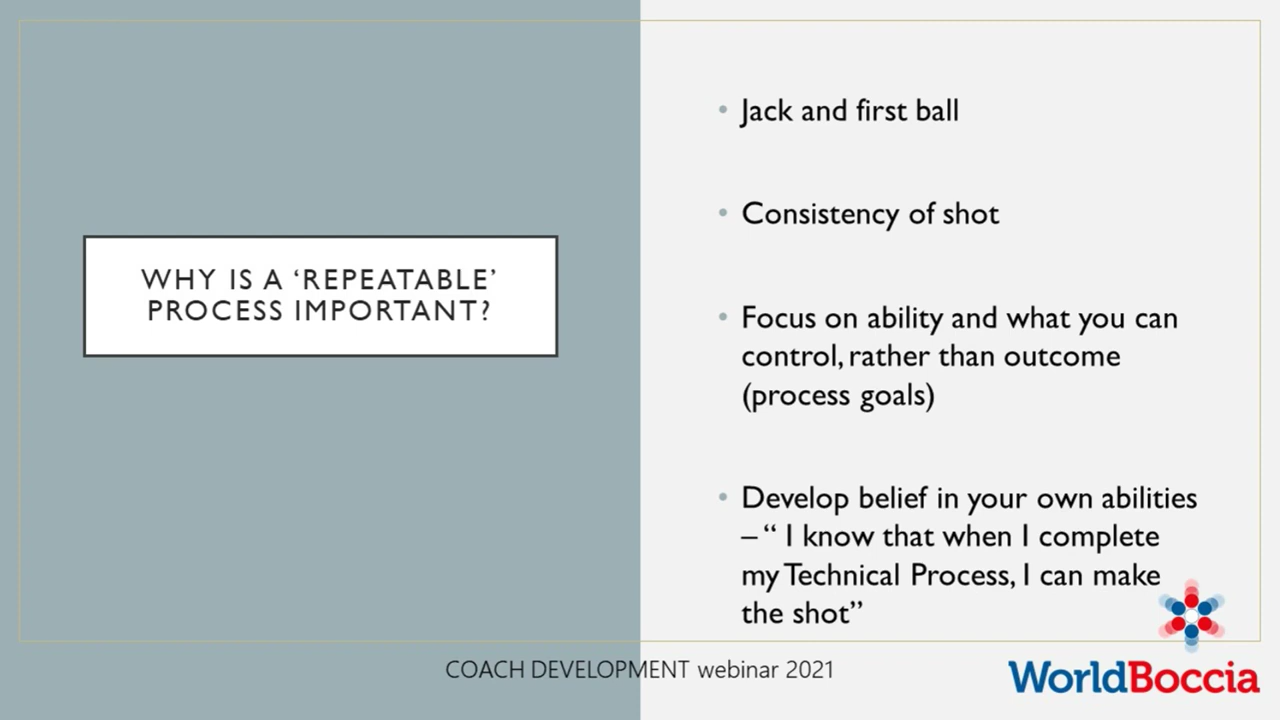 WHY IS A ‘REPEATABLE’
PROCESS IMPORTANT?
• Jack and first ball
• Consistency of shot
• Focus on ability and what you can
control, rather than outcome
(process goals)
• Develop belief in your own abilities
– “ I know that when I complete
my Technical Process, I can make
the shot”
COACH DEVELOPMENT webinar 2021
WorldBoccia